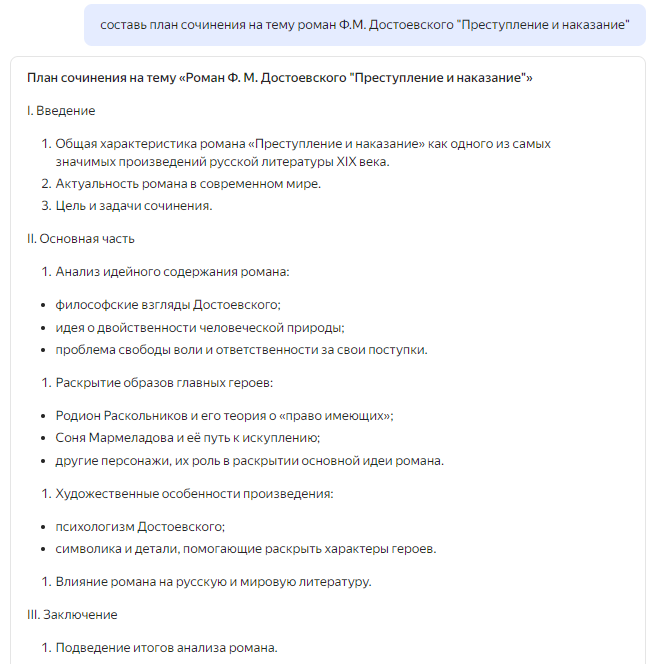 составь план сочинения на тему роман Ф.М. Достоевского "Преступление и наказание"
План сочинения на тему «Роман Ф. М. Достоевского "Преступление и наказание"»
I. Введение
1. Общая характеристика романа «Преступление и наказание» как одного из самых
значимых произведений русской литературы XIX века.
2. Актуальность романа в современном мире.
3. Цель и задачи сочинения.
II. Основная часть
1. Анализ идейного содержания романа:
• философские взгляды Достоевского;
• идея о двойственности человеческой природы;
• проблема свободы воли и ответственности за свои поступки.
1. Раскрытие образов главных героев:
• Родион Раскольников и его теория о «право имеющих»;
• Соня Мармеладова и её путь к искуплению;
• другие персонажи, их роль в раскрытии основной идеи романа.
1. Художественные особенности произведения:
• психологизм Достоевского;
• символика и детали, помогающие раскрыть характеры героев.
1. Влияние романа на русскую и мировую литературу.
III. Заключение
1. Подведение итогов анализа романа.